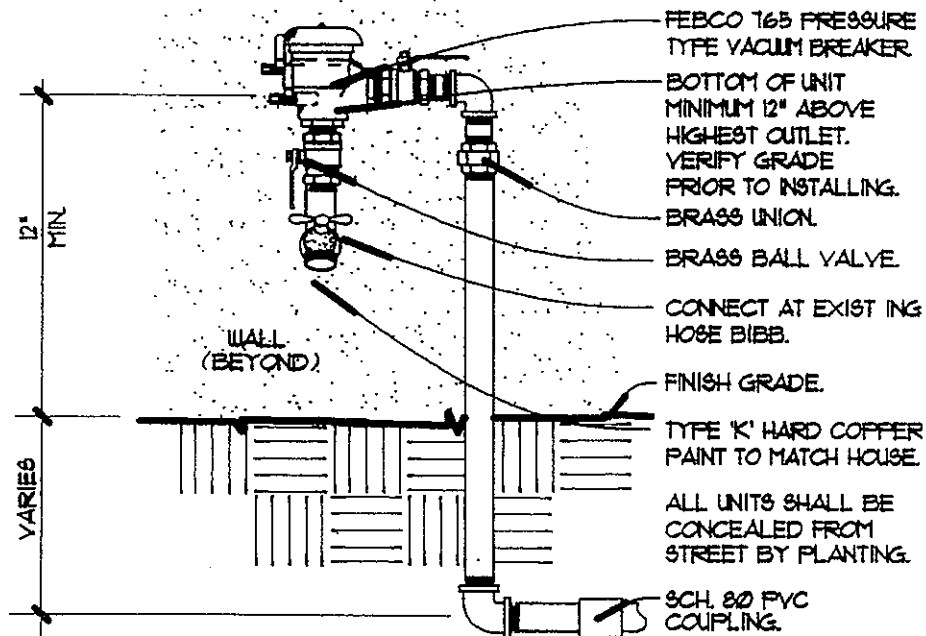 FEBCO 765 PRESSURE
TYPE VACUUM BREAKER.
BOTTOM OF UNIT
MINIMUM 12" ABOVE
HIGHEST OUTLET.
VERIFY GRADE
PRIOR TO INSTALLING.
BRASS UNION.
BRASS BALL VALVE.
CONNECT AT EXIST ING
HOSE BIBB.
FINISH GRADE.
TYPE 'K' HARD COPPER
PAINT TO MATCH HOUSE.
ALL UNITS SHALL BE
CONCEALED FROM
STREET BY PLANTING.
SCH. 80 PVC
COUPLING.
12"
MIN.
WALL
(BEYOND)
VARIES